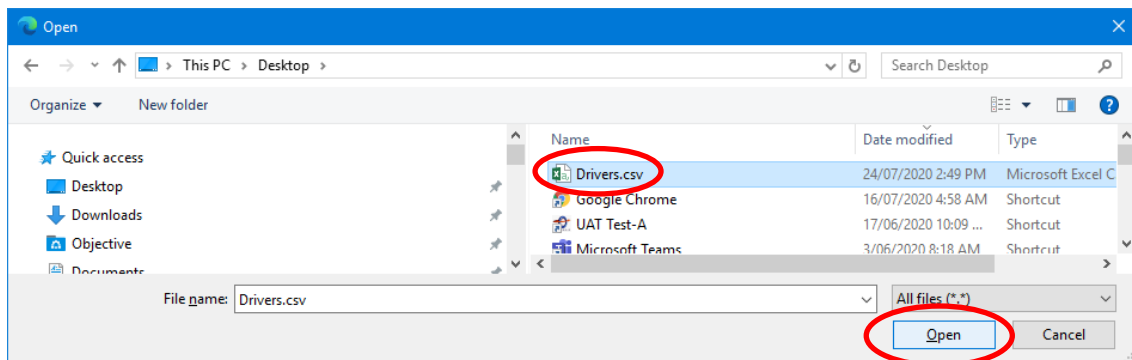 Open
This PC > Desktop >
Search Desktop
Organize
New folder
Name Date modified Type
Quick access
Desktop
Downloads
Objective
Documents
Drivers.csv 24/07/2020 2:49 PM Microsoft Excel C
Google Chrome 16/07/2020 4:58 AM Shortcut
UAT Test-A 17/06/2020 10:09 ... Shortcut
Microsoft Teams 3/06/2020 8:18 AM Shortcut
File name: Drivers.csv
All files (*.*)
Open
Cancel